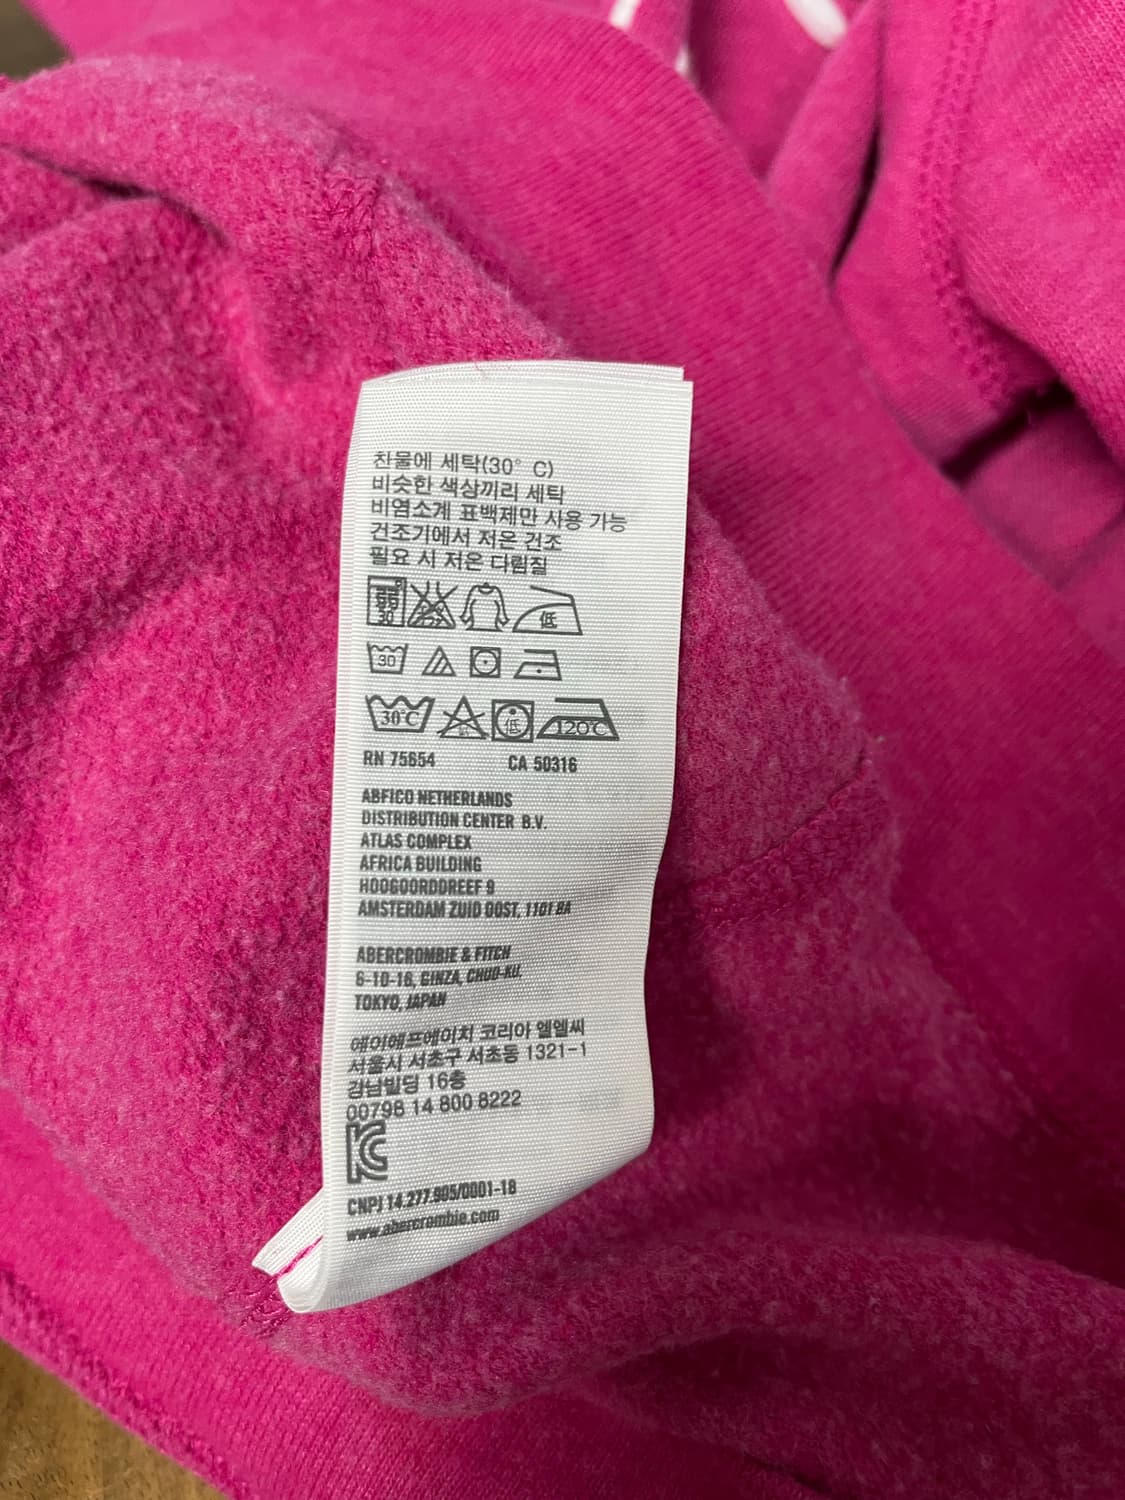 친물에 세탁(30° C)
비슷한 색상끼리 세탁
비염소계 표백제만 사용 가능
건조기에서 저온 건조
필요 시 저온 다림질
30 低
30
30°C 低 120°C
RN 75654 CA 50316
ABFICO NETHERLANDS
DISTRIBUTION CENTER B.V.
ATLAS COMPLEX
AFRICA BUILDING
HOOGOORDDREEF 9
AMSTERDAM ZUID OOST, 1101 BA
ABERCROMBIE & FITCH
6-10-16, GINZA, CHUO-KU,
TOKYO, JAPAN
에이에프에이치 코리아 엘엘씨
서울시 서초구 서초동 1321-1
강남빌딩 16층
00798 14 800 8222
KC
CNPJ 14.277.905/0001-18
www.abercrombie.com